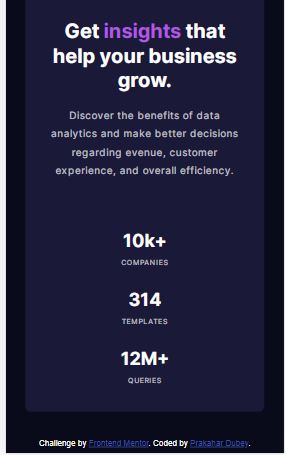 Get insights that
help your business
grow.
Discover the benefits of data
analytics and make better decisions
regarding evenue, customer
experience, and overall efficiency.
10k+
COMPANIES
314
TEMPLATES
12M+
QUERIES
Challenge by Frontend Mentor. Coded by Prakahar Dubey.